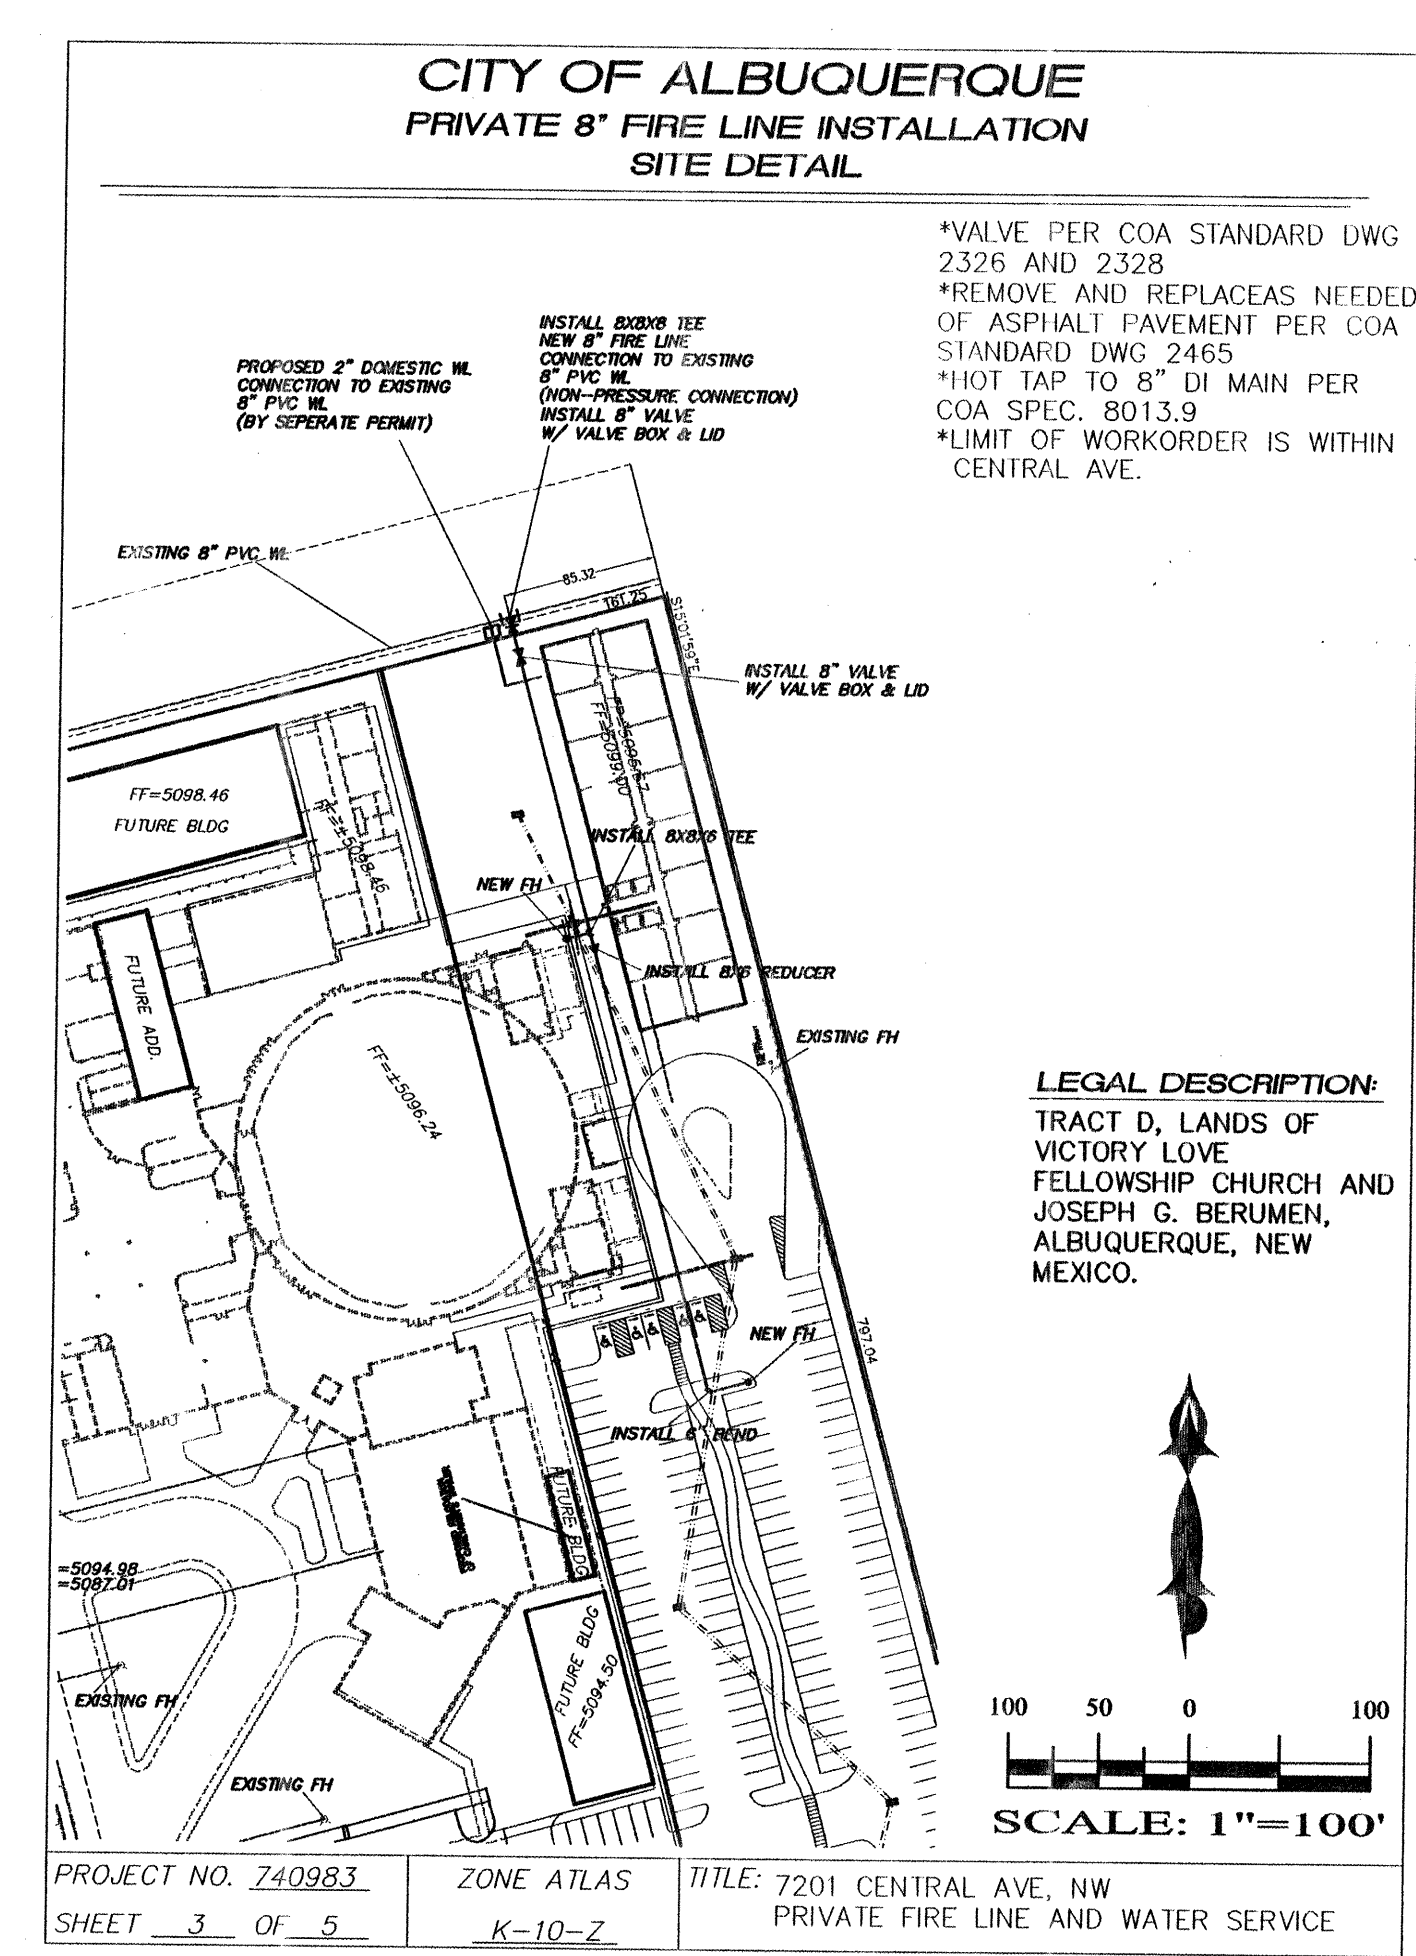 CITY OF ALBUQUERQUE
PRIVATE 8" FIRE LINE INSTALLATION
SITE DETAIL
*VALVE PER COA STANDARD DWG
2326 AND 2328
*REMOVE AND REPLACEAS NEEDED
OF ASPHALT PAVEMENT PER COA
STANDARD DWG 2465
*HOT TAP TO 8" DI MAIN PER
COA SPEC. 8013.9
*LIMIT OF WORKORDER IS WITHIN
CENTRAL AVE.
INSTALL 8X8X8 TEE
NEW 8" FIRE LINE
CONNECTION TO EXISTING
8" PVC WL
(NON-PRESSURE CONNECTION)
INSTALL 8" VALVE
W/ VALVE BOX & LID
PROPOSED 2" DOMESTIC WL
CONNECTION TO EXISTING
8" PVC WL
(BY SEPERATE PERMIT)
EXISTING 8" PVC WL
85.32
161.25
S15°01'59"E
INSTALL 8" VALVE
W/ VALVE BOX & LID
FF=5099.00
FF=5098.46
FUTURE BLDG
FF=±5098.46
INSTALL 8X8X6 TEE
NEW FH
INSTALL 8X6 REDUCER
FUTURE ADD.
EXISTING FH
FF=±5096.24
LEGAL DESCRIPTION:
TRACT D, LANDS OF
VICTORY LOVE
FELLOWSHIP CHURCH AND
JOSEPH G. BERUMEN,
ALBUQUERQUE, NEW
MEXICO.
797.04
NEW FH
INSTALL 6" BEND
FUTURE BLDG
=5094.98
=5087.01
FUTURE BLDG
FF=5094.50
EXISTING FH
EXISTING FH
100 50 0 100
SCALE: 1"=100'
PROJECT NO. 740983
SHEET 3 OF 5
ZONE ATLAS
K-10-Z
TITLE: 7201 CENTRAL AVE, NW
PRIVATE FIRE LINE AND WATER SERVICE